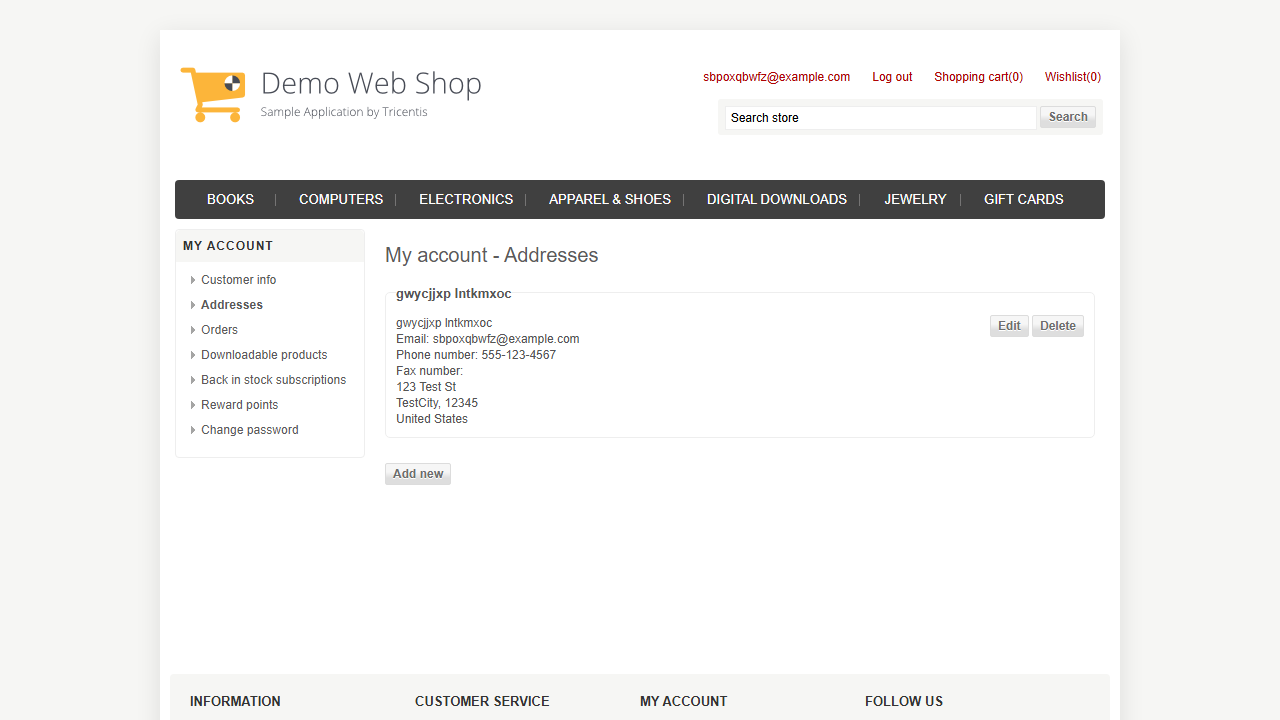 Demo Web Shop
Sample Application by Tricentis
sbpoxqbwfz@example.com Log out Shopping cart(0) Wishlist(0)
Search store Search
BOOKS COMPUTERS ELECTRONICS APPAREL & SHOES DIGITAL DOWNLOADS JEWELRY GIFT CARDS
MY ACCOUNT
Customer info
Addresses
Orders
Downloadable products
Back in stock subscriptions
Reward points
Change password
My account - Addresses
gwycjjxp lntkmxoc
gwycjjxp lntkmxoc
Edit Delete
Email: sbpoxqbwfz@example.com
Phone number: 555-123-4567
Fax number:
123 Test St
TestCity, 12345
United States
Add new
INFORMATION CUSTOMER SERVICE MY ACCOUNT FOLLOW US